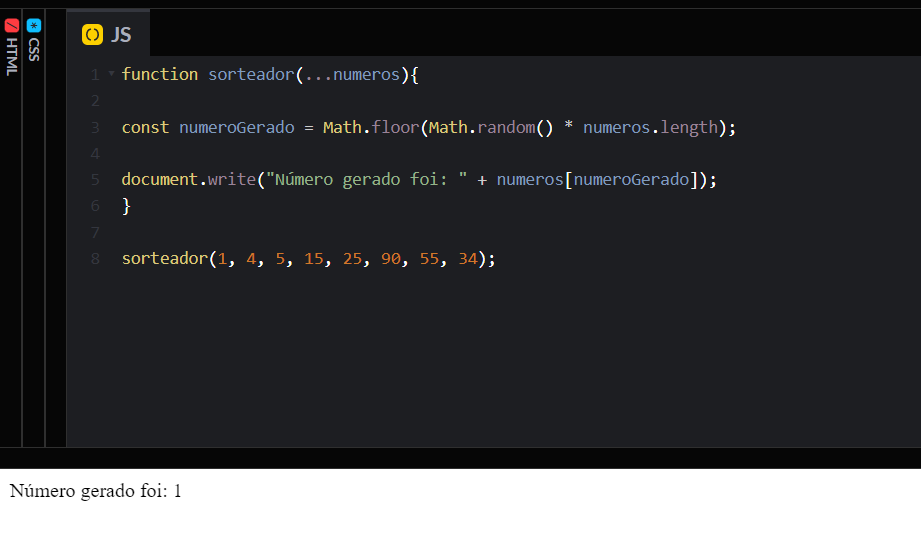 HTML
CSS
JS
1 function sorteador(...numeros){
2
3 const numeroGerado = Math.floor(Math.random() * numeros.length);
4
5 document.write("Número gerado foi: " + numeros[numeroGerado]);
6 }
7
8 sorteador(1, 4, 5, 15, 25, 90, 55, 34);
Número gerado foi: 1